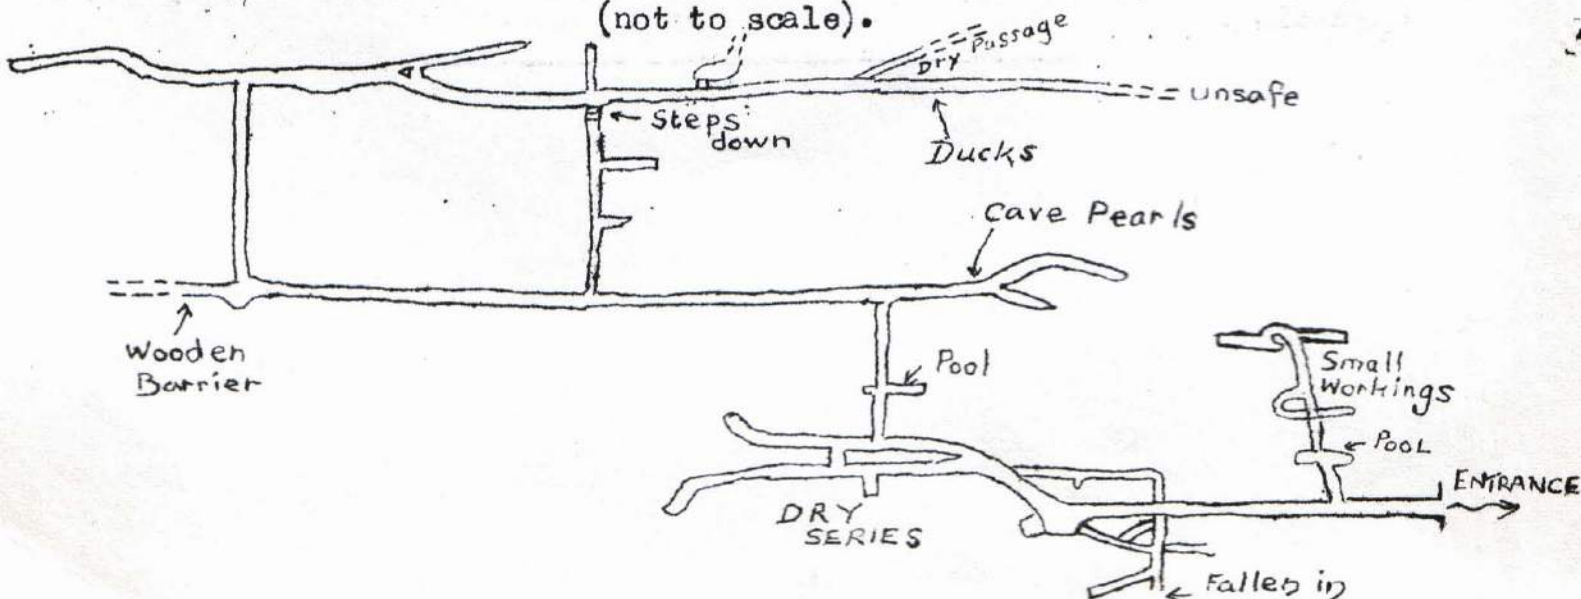 (not to scale).
Dry Passage
unsafe
Steps
down
Ducks
Cave Pearls
Wooden
Barrier
Pool
Small
Workings
POOL
ENTRANCE
DRY
SERIES
Fallen in